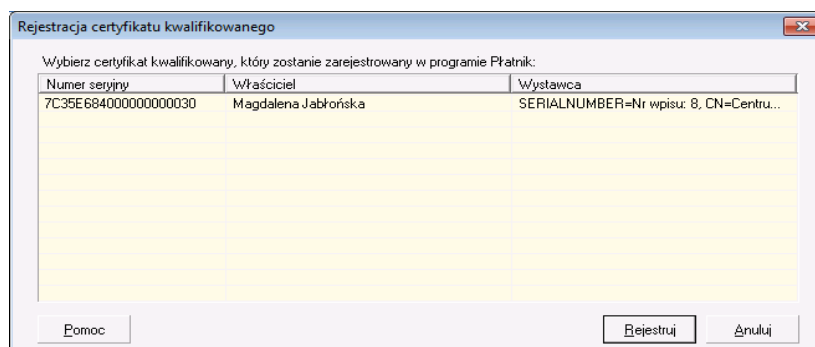 Rejestracja certyfikatu kwalifikowanego
Wybierz certyfikat kwalifikowany, który zostanie zarejestrowany w programie Płatnik:
Numer seryjny Właściciel Wystawca
7C35E684000000000030 Magdalena Jabłońska SERIALNUMBER=Nr wpisu: 8, CN=Centru...
Pomoc Rejestruj Anuluj